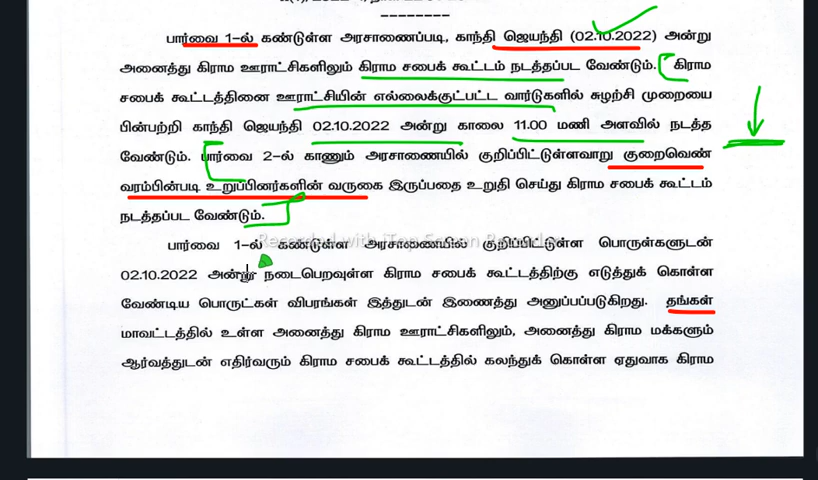 பார்வை 1-ல் கண்டுள்ள அரசாணைப்படி, காந்தி ஜெயந்தி (02.10.2022) அன்று
அனைத்து கிராம ஊராட்சிகளிலும் கிராம சபைக் கூட்டம் நடத்தப்பட வேண்டும். கிராம
சபைக் கூட்டத்தினை ஊராட்சியின் எல்லைக்குட்பட்ட வார்டுகளில் சுழற்சி முறையை
பின்பற்றி காந்தி ஜெயந்தி 02.10.2022 அன்று காலை 11.00 மணி அளவில் நடத்த
வேண்டும். பார்வை 2-ல் காணும் அரசாணையில் குறிப்பிட்டுள்ளவாறு குறைவெண்
வரம்பின்படி உறுப்பினர்களின் வருகை இருப்பதை உறுதி செய்து கிராம சபைக் கூட்டம்
நடத்தப்பட வேண்டும்.
Recorded with iTop Screen Recorder
பார்வை 1-ல் கண்டுள்ள அரசாணையில் குறிப்பிட்டுள்ள பொருள்களுடன்
02.10.2022 அன்று நடைபெறவுள்ள கிராம சபைக் கூட்டத்திற்கு எடுத்துக் கொள்ள
வேண்டிய பொருட்கள் விபரங்கள் இத்துடன் இணைத்து அனுப்பப்படுகிறது. தங்கள்
மாவட்டத்தில் உள்ள அனைத்து கிராம ஊராட்சிகளிலும், அனைத்து கிராம மக்களும்
ஆர்வத்துடன் எதிர்வரும் கிராம சபைக் கூட்டத்தில் கலந்துக் கொள்ள ஏதுவாக கிராம